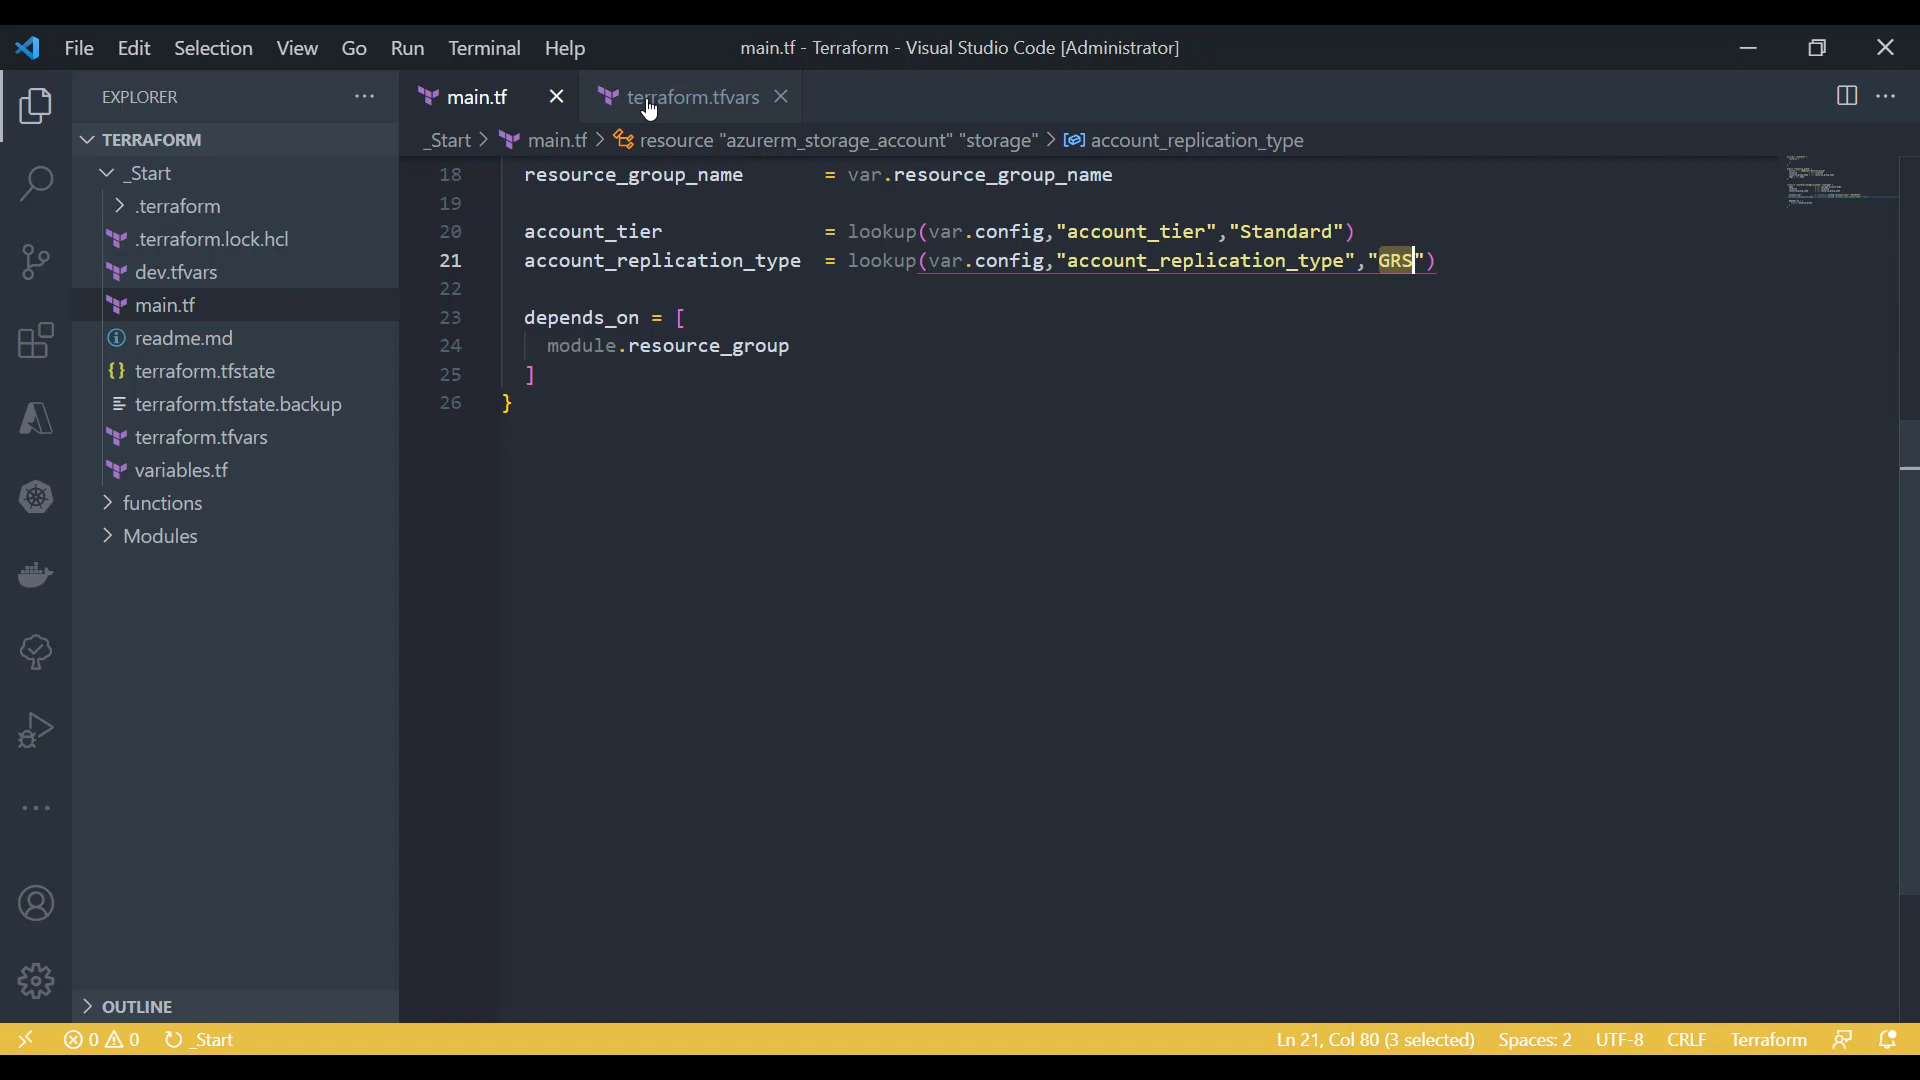 File Edit Selection View Go Run Terminal Help
main.tf - Terraform - Visual Studio Code [Administrator]
EXPLORER
main.tf
terraform.tfvars
TERRAFORM
_Start > main.tf > resource "azurerm_storage_account" "storage" > account_replication_type
_Start
.terraform
.terraform.lock.hcl
dev.tfvars
main.tf
readme.md
terraform.tfstate
terraform.tfstate.backup
terraform.tfvars
variables.tf
functions
Modules
OUTLINE
18 resource_group_name = var.resource_group_name
19
20 account_tier = lookup(var.config,"account_tier","Standard")
21 account_replication_type = lookup(var.config,"account_replication_type","GRS")
22
23 depends_on = [
24 module.resource_group
25 ]
26 }
0 0 _Start
Ln 21, Col 80 (3 selected) Spaces: 2 UTF-8 CRLF Terraform